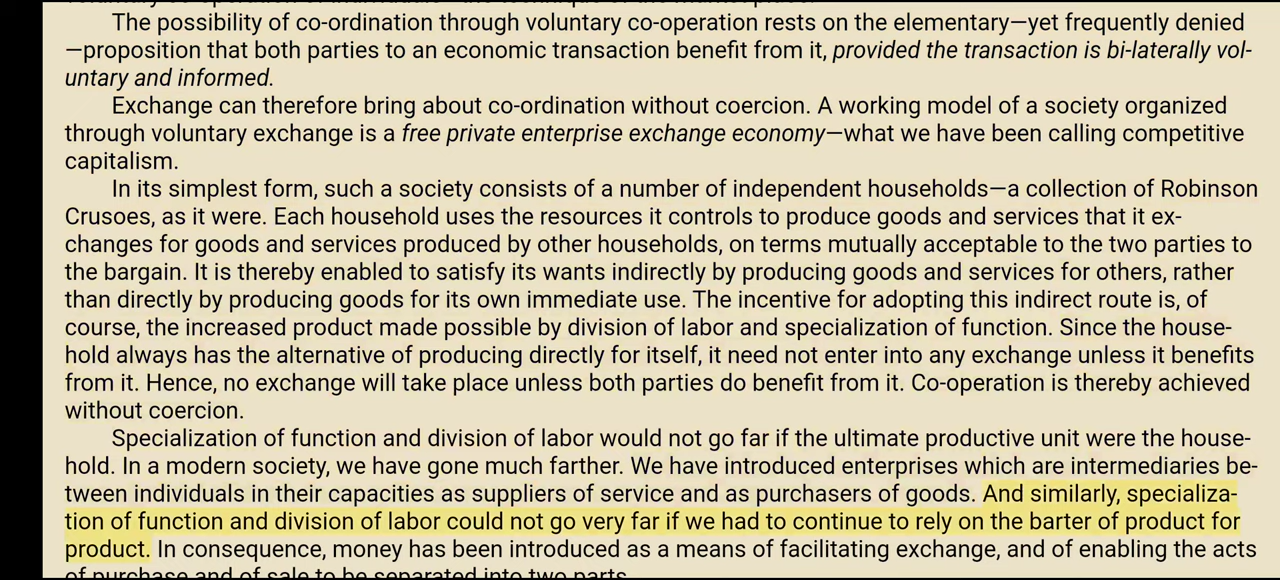 The possibility of co-ordination through voluntary co-operation rests on the elementary—yet frequently denied
—proposition that both parties to an economic transaction benefit from it, provided the transaction is bi-laterally vol-
untary and informed.
Exchange can therefore bring about co-ordination without coercion. A working model of a society organized
through voluntary exchange is a free private enterprise exchange economy—what we have been calling competitive
capitalism.
In its simplest form, such a society consists of a number of independent households—a collection of Robinson
Crusoes, as it were. Each household uses the resources it controls to produce goods and services that it ex-
changes for goods and services produced by other households, on terms mutually acceptable to the two parties to
the bargain. It is thereby enabled to satisfy its wants indirectly by producing goods and services for others, rather
than directly by producing goods for its own immediate use. The incentive for adopting this indirect route is, of
course, the increased product made possible by division of labor and specialization of function. Since the house-
hold always has the alternative of producing directly for itself, it need not enter into any exchange unless it benefits
from it. Hence, no exchange will take place unless both parties do benefit from it. Co-operation is thereby achieved
without coercion.
Specialization of function and division of labor would not go far if the ultimate productive unit were the house-
hold. In a modern society, we have gone much farther. We have introduced enterprises which are intermediaries be-
tween individuals in their capacities as suppliers of service and as purchasers of goods. And similarly, specializa-
tion of function and division of labor could not go very far if we had to continue to rely on the barter of product for
product. In consequence, money has been introduced as a means of facilitating exchange, and of enabling the acts
of purchase and of sale to be separated into two parts.